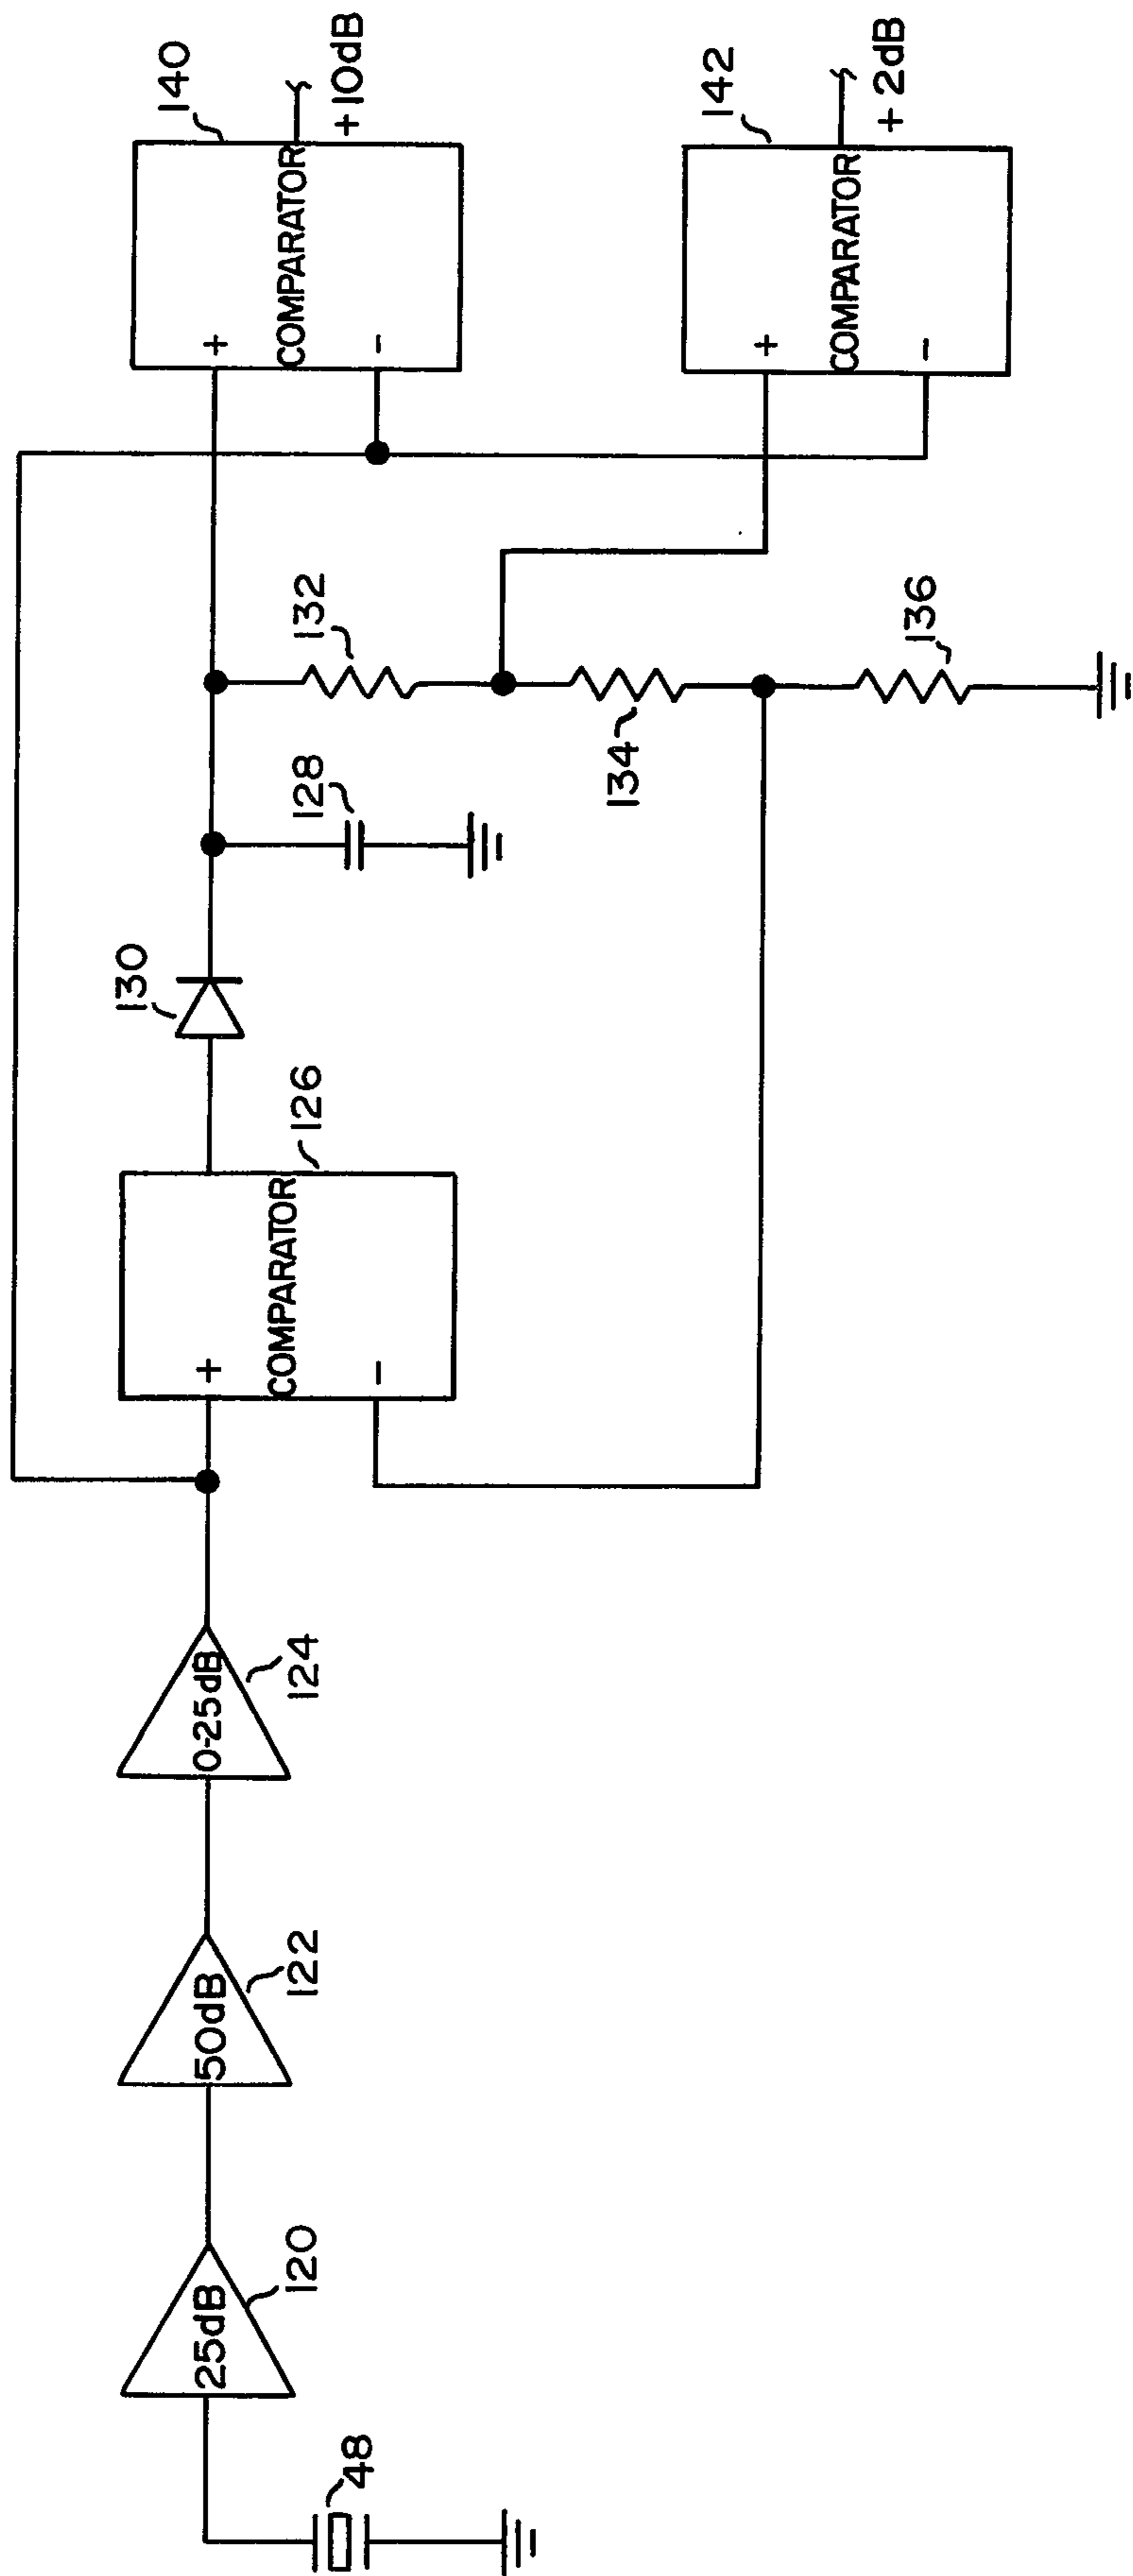 25dB
120
48
50dB
122
0-25dB
124
+
COMPARATOR
-
126
130
128
132
134
136
+
COMPARATOR
-
140
+10dB
+
COMPARATOR
-
142
+2dB